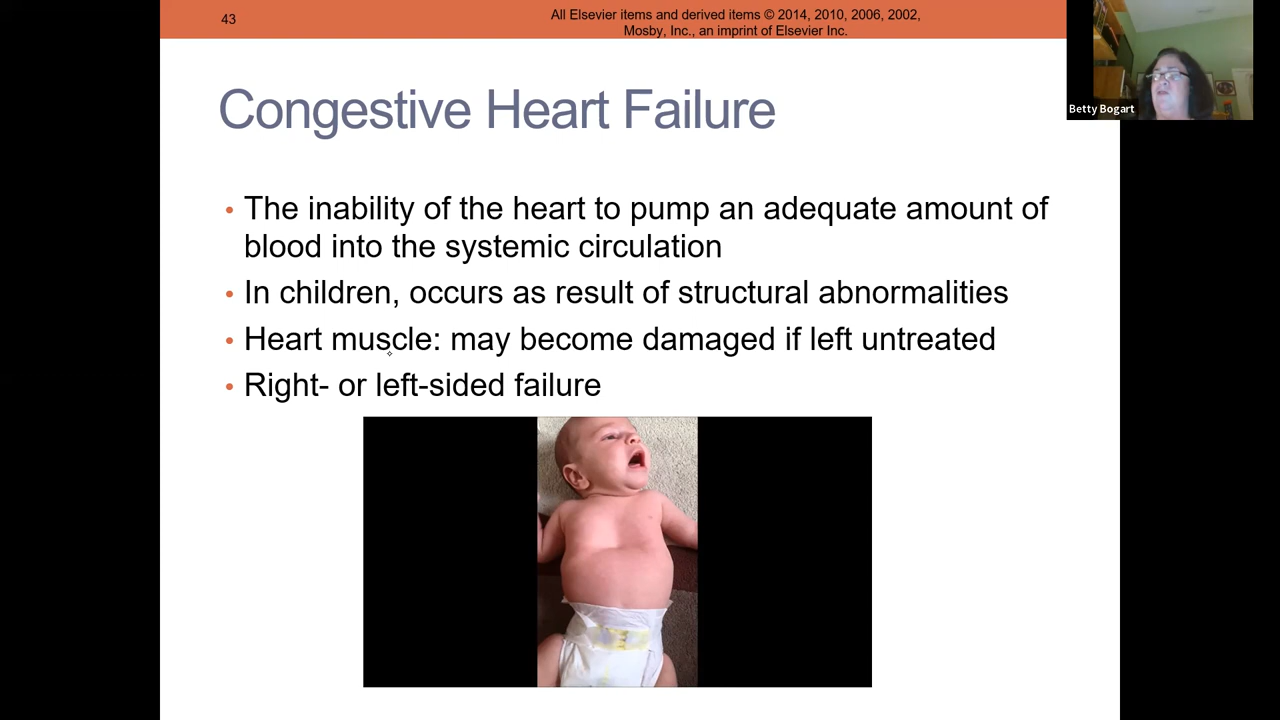 43
All Elsevier items and derived items © 2014, 2010, 2006, 2002,
Mosby, Inc., an imprint of Elsevier Inc.
Betty Bogart
Congestive Heart Failure
• The inability of the heart to pump an adequate amount of
blood into the systemic circulation
• In children, occurs as result of structural abnormalities
• Heart muscle: may become damaged if left untreated
• Right- or left-sided failure